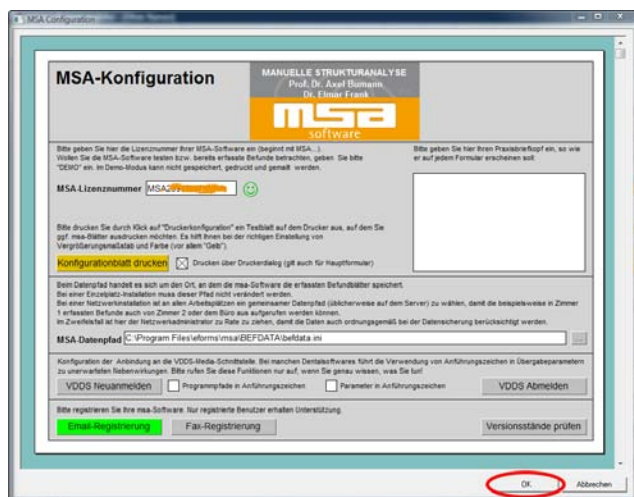 MSA Configuration
MSA-Konfiguration
MANUELLE STRUKTURANALYSE
Prof. Dr. Axel Bumann
Dr. Elmar Frank
msa
software
Bitte geben Sie hier die Lizenznummer Ihrer MSA-Software ein (beginnt mit MSA...).
Wollen Sie die MSA-Software testen bzw. bereits erfasste Befunde betrachten, geben Sie bitte
"DEMO" ein. Im Demo-Modus kann nicht gespeichert, gedruckt und gemailt werden.
Bitte geben Sie hier Ihren Praxisbriefkopf ein, so wie
er auf jedem Formular erscheinen soll:
MSA-Lizenznummer
Bitte drucken Sie durch Klick auf "Druckerkonfiguration" ein Testblatt auf dem Drucker aus, auf dem Sie
ggf. msa-Blätter ausdrucken möchten. Es hilft Ihnen bei der richtigen Einstellung von
Vergrößerungsmaßstab und Farbe (vor allem "Gelb").
Konfigurationblatt drucken
Drucken über Druckerdialog (gilt auch für Hauptformular)
Beim Datenpfad handelt es sich um den Ort, an dem die msa-Software die erfassten Befundblätter speichert.
Bei einer Einzelplatz-Installation muss dieser Pfad nicht verändert werden.
Bei einer Netzwerkinstallation ist an allen Arbeitsplätzen ein gemeinsamer Datenpfad (üblicherweise auf dem Server) zu wählen, damit die beispielsweise in Zimmer
1 erfassten Befunde auch von Zimmer 2 oder dem Büro aus aufgerufen werden können.
Im Zweifelsfall ist hier der Netzwerkadministrator zu Rate zu ziehen, damit die Daten auch ordnungsgemäß bei der Datensicherung berücksichtigt werden.
MSA-Datenpfad C:\Program Files\eforms\msa\BEFDATA\befdata.ini ...
Konfiguration der Anbindung an die VDDS-Media-Schnittstelle. Bei manchen Dentalsoftwares führt die Verwendung von Anführungszeichen in Übergabeparametern
zu unerwarteten Nebenwirkungen. Bitte rufen Sie diese Funktionen nur auf, wenn Sie genau wissen, was Sie tun!
VDDS Neuanmelden
Programmpfade in Anführungszeichen
Parameter in Anführungszeichen
VDDS Abmelden
Bitte registrieren Sie Ihre msa-Software. Nur registrierte Benutzer erhalten Unterstützung.
Email-Registrierung
Fax-Registrierung
Versionsstände prüfen
OK
Abbrechen